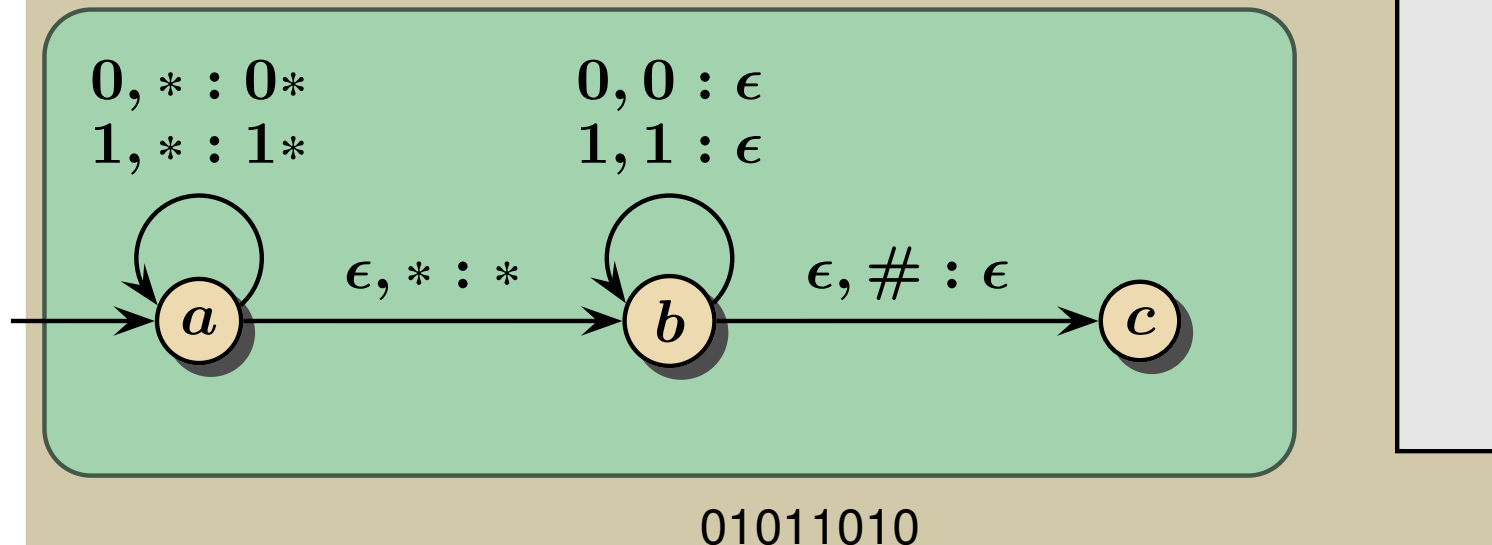 0, * : 0*
1, * : 1*
0, 0 : ϵ
1, 1 : ϵ
ϵ, * : *
ϵ, # : ϵ
a
b
c
01011010